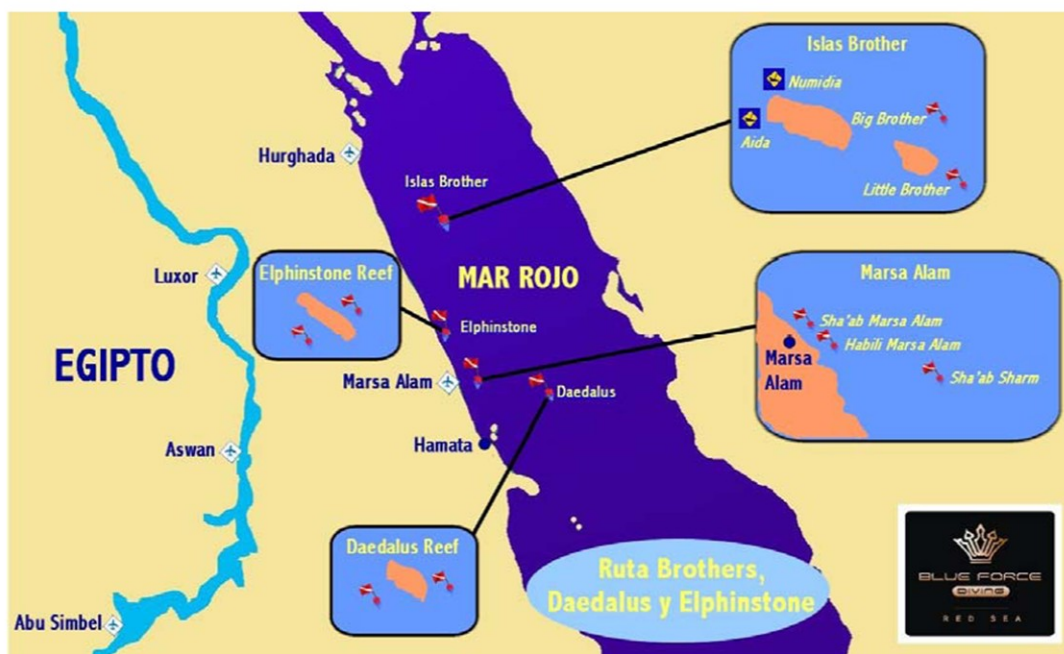 Islas Brother
Numidia
Big Brother
Aida
Little Brother
Hurghada
Islas Brother
Luxor
Elphinstone Reef
MAR ROJO
Elphinstone
EGIPTO
Marsa Alam
Daedalus
Marsa Alam
Sha'ab Marsa Alam
Habili Marsa Alam
Marsa
Alam
Sha'ab Sharm
Aswan
Hamata
Daedalus Reef
Ruta Brothers,
Daedalus y Elphinstone
Abu Simbel
BLUE FORCE
DIVING
RED SEA